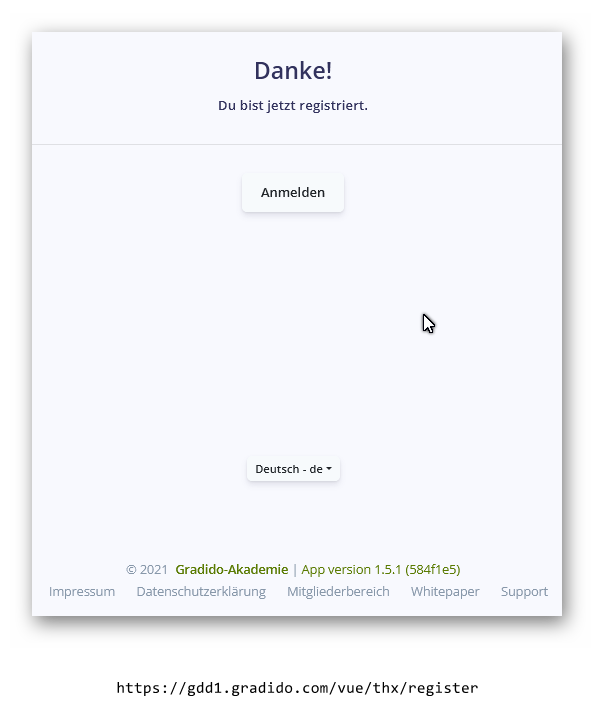 Danke!
Du bist jetzt registriert.
Anmelden
Deutsch - de
© 2021 Gradido-Akademie | App version 1.5.1 (584f1e5)
Impressum Datenschutzerklärung Mitgliederbereich Whitepaper Support
https://gdd1.gradido.com/vue/thx/register